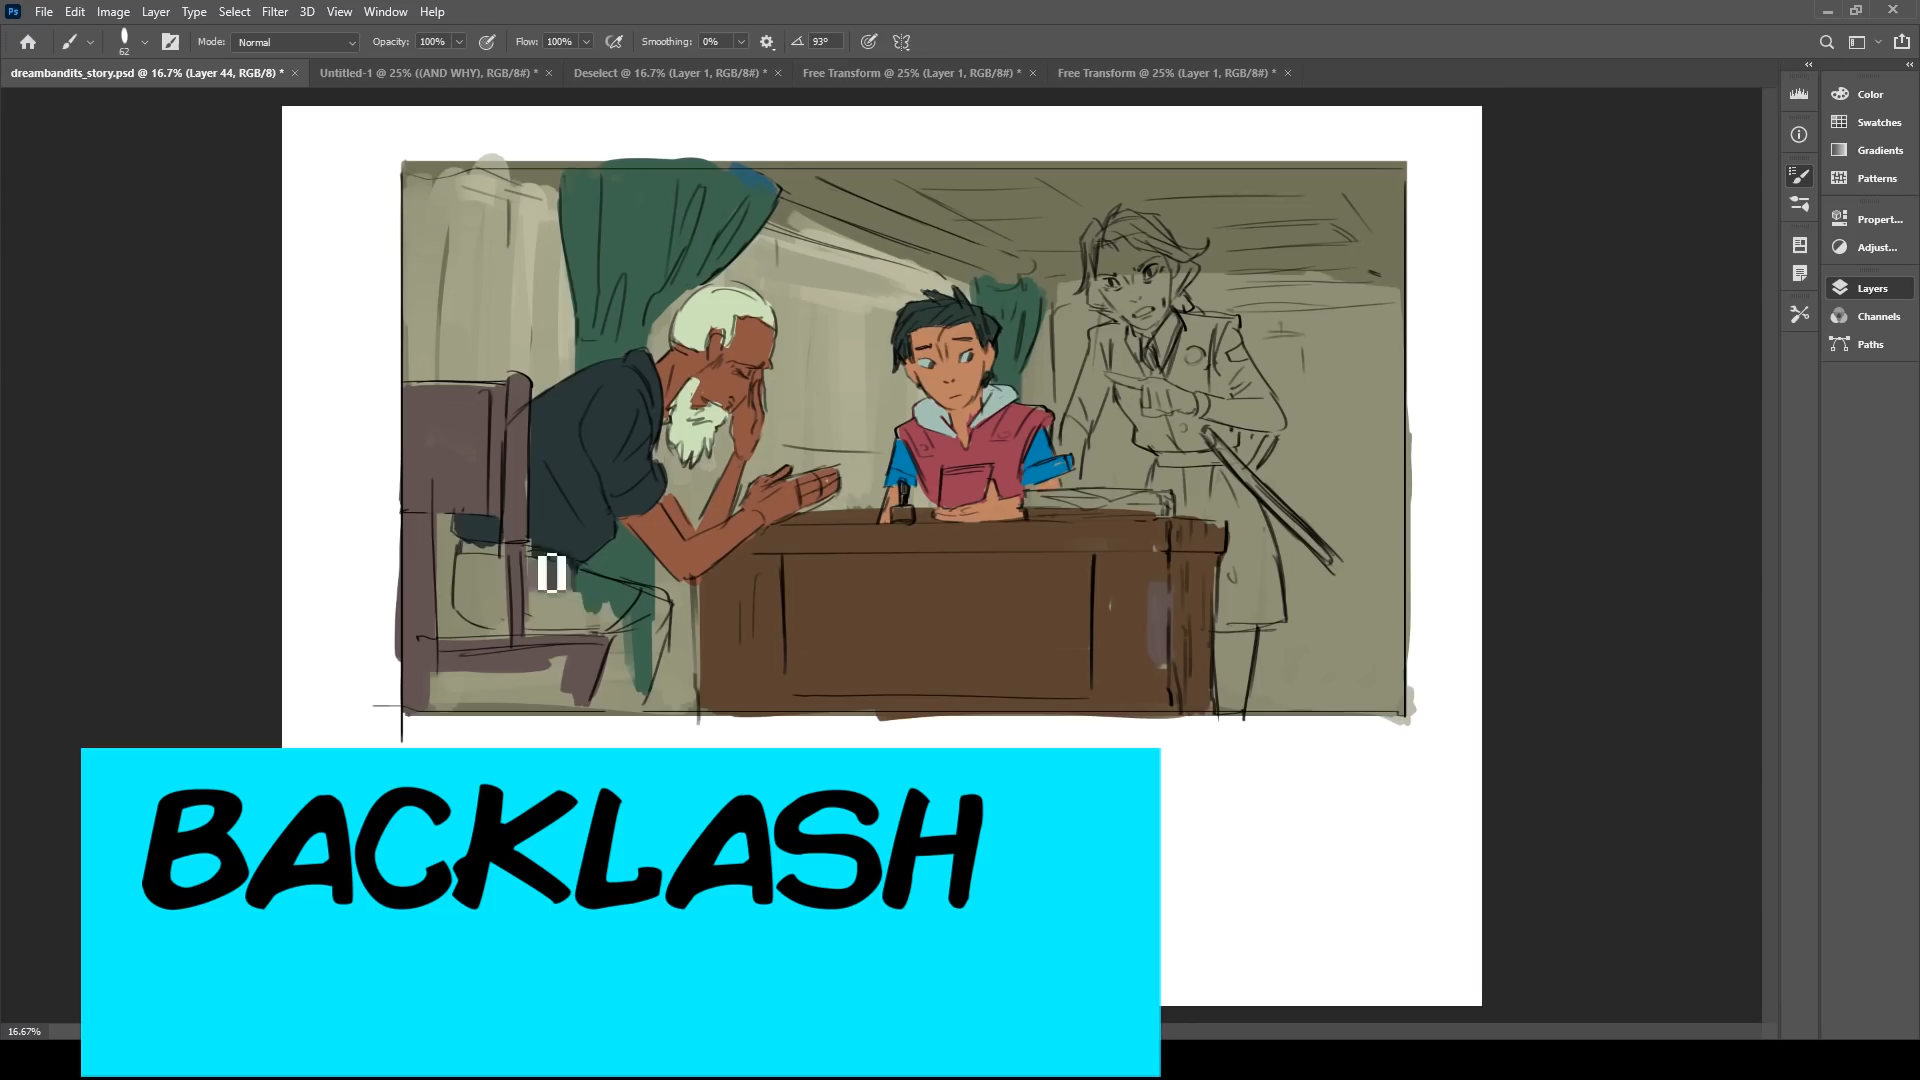 Ps File Edit Image Layer Type Select Filter 3D View Window Help
62 Mode: Normal Opacity: 100% Flow: 100% Smoothing: 0% 93°
dreambandits_story.psd @ 16.7% (Layer 44, RGB/8) * Untitled-1 @ 25% ((AND WHY), RGB/8#) * Deselect @ 16.7% (Layer 1, RGB/8#) * Free Transform @ 25% (Layer 1, RGB/8#) * Free Transform @ 25% (Layer 1, RGB/8#) *
Color
Swatches
Gradients
Patterns
Propert...
Adjust...
Layers
Channels
Paths
BACKLASH
16.67%